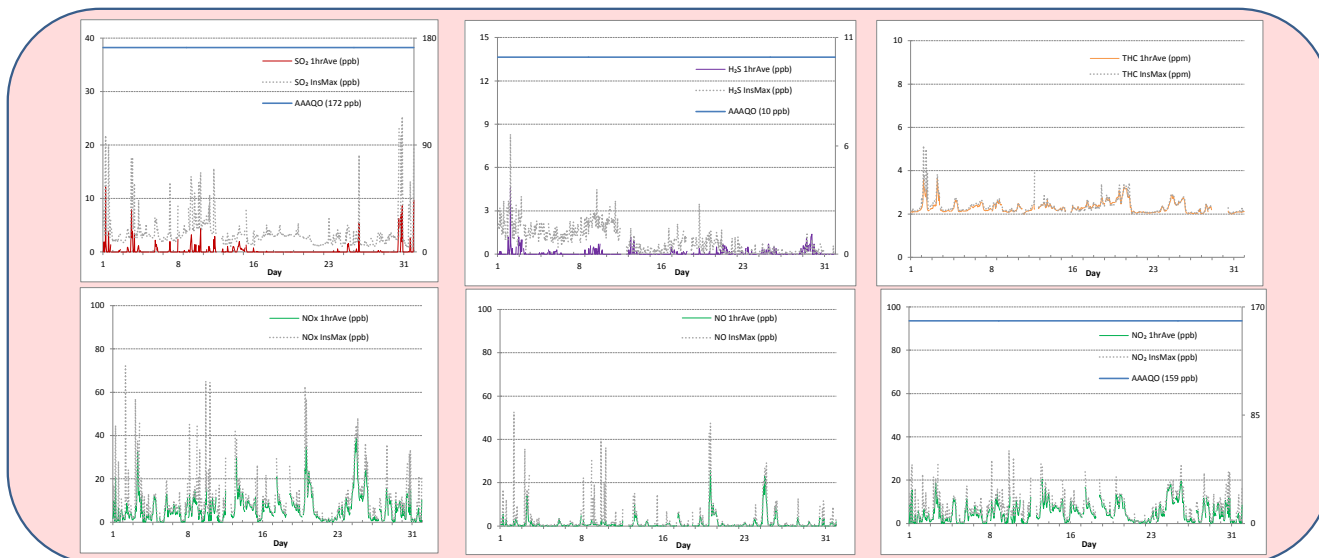 40
30
20
10
0
180
90
0
SO₂ 1hrAve (ppb)
SO₂ InsMax (ppb)
AAAQO (172 ppb)
1 8 16 23 31
Day
15
12
9
6
3
0
11
6
0
H₂S 1hrAve (ppb)
H₂S InsMax (ppb)
AAAQO (10 ppb)
1 8 16 23 31
Day
10
8
6
4
2
0
THC 1hrAve (ppm)
THC InsMax (ppm)
1 8 16 23 31
Day
100
80
60
40
20
0
NOx 1hrAve (ppb)
NOx InsMax (ppb)
1 8 16 23 31
Day
100
80
60
40
20
0
NO 1hrAve (ppb)
NO InsMax (ppb)
1 8 16 23 31
Day
100
80
60
40
20
0
170
85
0
NO₂ 1hrAve (ppb)
NO₂ InsMax (ppb)
AAAQO (159 ppb)
1 8 16 23 31
Day